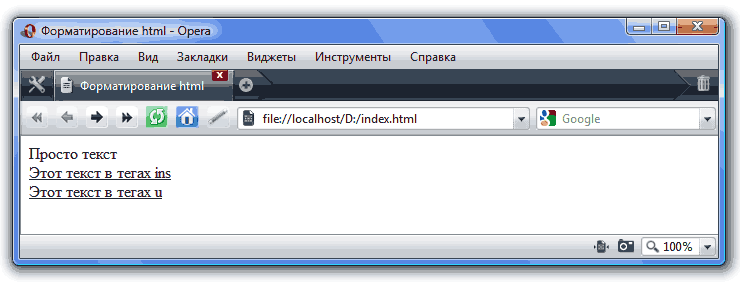 Форматирование html - Opera
Файл Правка Вид Закладки Виджеты Инструменты Справка
Форматирование html
file://localhost/D:/index.html Google
Просто текст
Этот текст в тегах ins
Этот текст в тегах u
100%